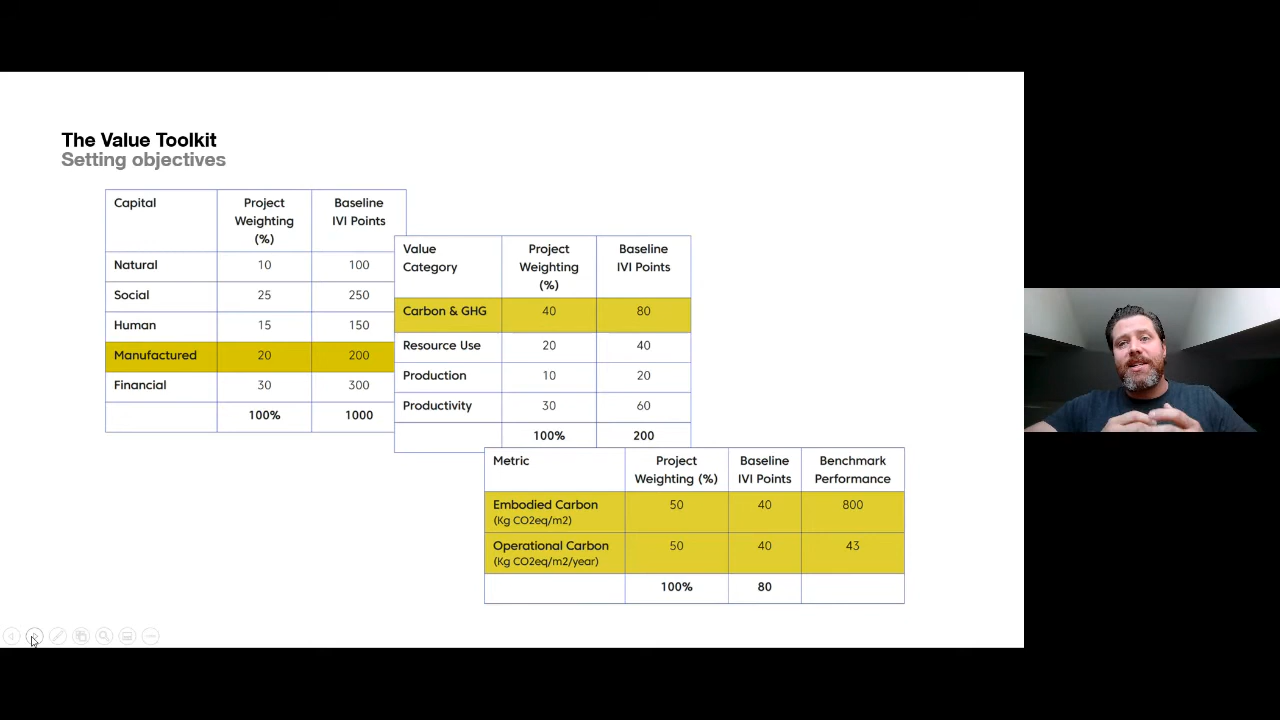 The Value Toolkit
Setting objectives
Capital Project Weighting (%) Baseline IVI Points
Natural 10 100
Social 25 250
Human 15 150
Manufactured 20 200
Financial 30 300
100% 1000
Value Category Project Weighting (%) Baseline IVI Points
Carbon & GHG 40 80
Resource Use 20 40
Production 10 20
Productivity 30 60
100% 200
Metric Project Weighting (%) Baseline IVI Points Benchmark Performance
Embodied Carbon (Kg CO2eq/m2) 50 40 800
Operational Carbon (Kg CO2eq/m2/year) 50 40 43
100% 80